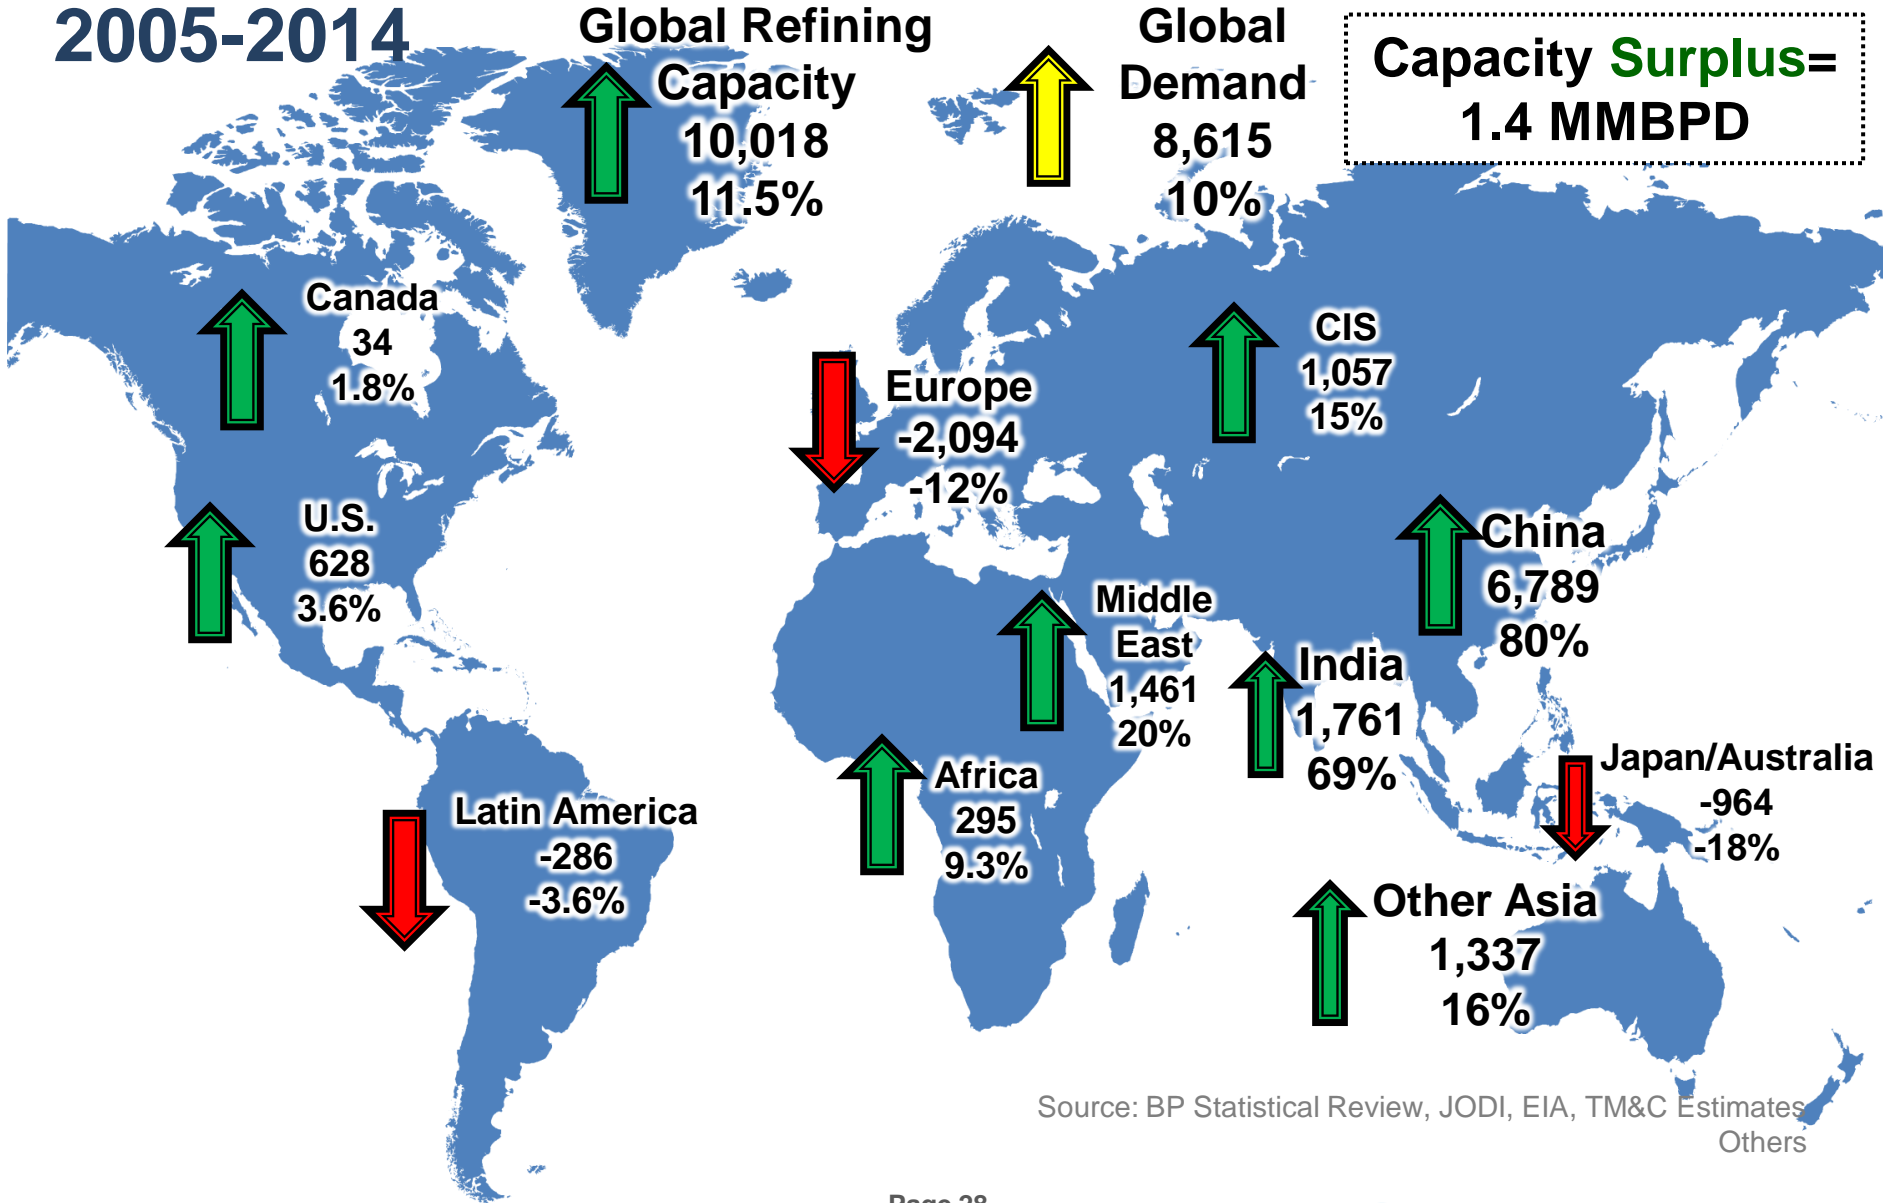 2005-2014
Global Refining
Capacity
10,018
11.5%
Global
Demand
8,615
10%
Capacity Surplus=
1.4 MMBPD
Canada
34
1.8%
U.S.
628
3.6%
Latin America
-286
-3.6%
Europe
-2,094
-12%
CIS
1,057
15%
China
6,789
80%
Middle
East
1,461
20%
India
1,761
69%
Africa
295
9.3%
Japan/Australia
-964
-18%
Other Asia
1,337
16%
Source: BP Statistical Review, JODI, EIA, TM&C Estimates
Others
Page 28